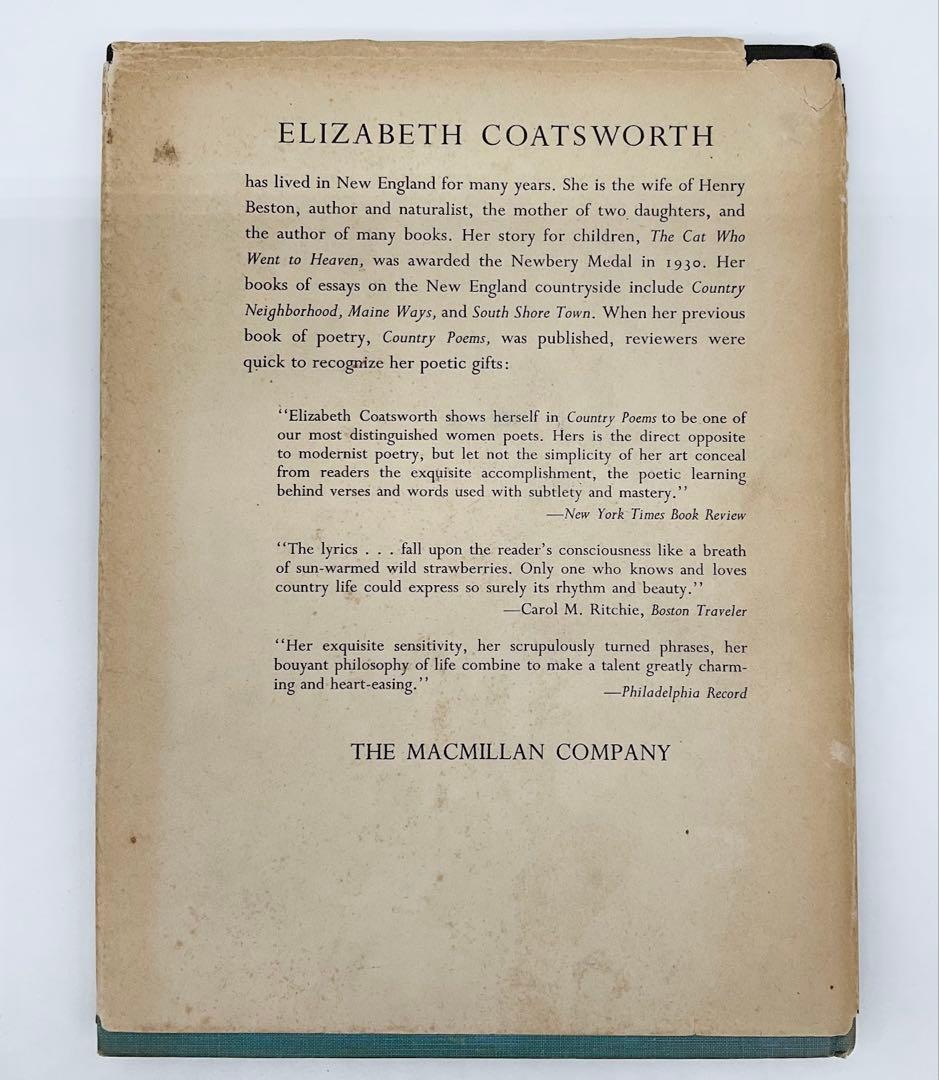 ELIZABETH COATSWORTH
has lived in New England for many years. She is the wife of Henry
Beston, author and naturalist, the mother of two daughters, and
the author of many books. Her story for children, The Cat Who
Went to Heaven, was awarded the Newbery Medal in 1930. Her
books of essays on the New England countryside include Country
Neighborhood, Maine Ways, and South Shore Town. When her previous
book of poetry, Country Poems, was published, reviewers were
quick to recognize her poetic gifts:
“Elizabeth Coatsworth shows herself in Country Poems to be one of
our most distinguished women poets. Hers is the direct opposite
to modernist poetry, but let not the simplicity of her art conceal
from readers the exquisite accomplishment, the poetic learning
behind verses and words used with subtlety and mastery.”
—New York Times Book Review
“The lyrics . . . fall upon the reader's consciousness like a breath
of sun-warmed wild strawberries. Only one who knows and loves
country life could express so surely its rhythm and beauty.”
—Carol M. Ritchie, Boston Traveler
“Her exquisite sensitivity, her scrupulously turned phrases, her
bouyant philosophy of life combine to make a talent greatly charm-
ing and heart-easing.”
—Philadelphia Record
THE MACMILLAN COMPANY